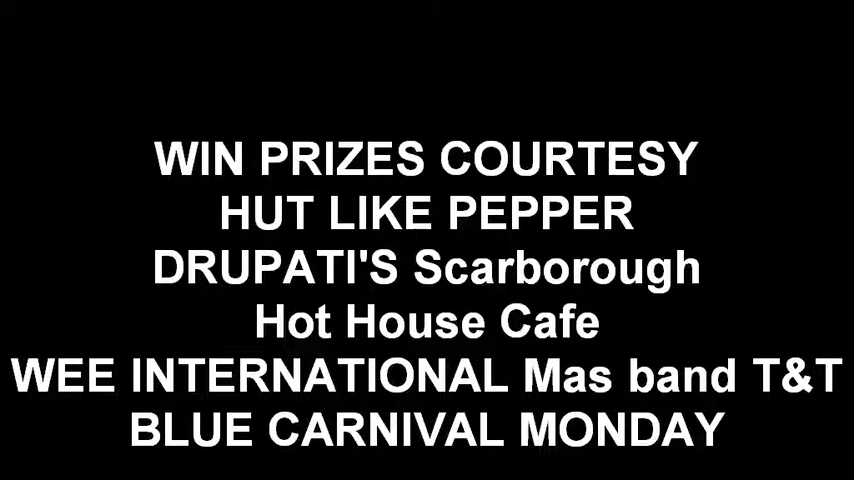 WIN PRIZES COURTESY
HUT LIKE PEPPER
DRUPATI'S Scarborough
Hot House Cafe
WEE INTERNATIONAL Mas band T&T
BLUE CARNIVAL MONDAY